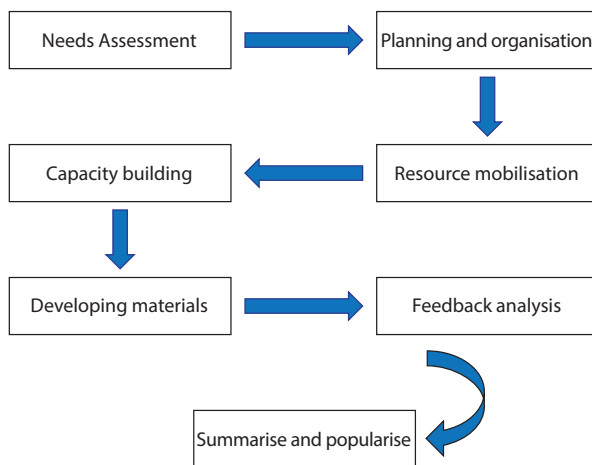 Needs Assessment
Planning and organisation
Resource mobilisation
Capacity building
Developing materials
Feedback analysis
Summarise and popularise